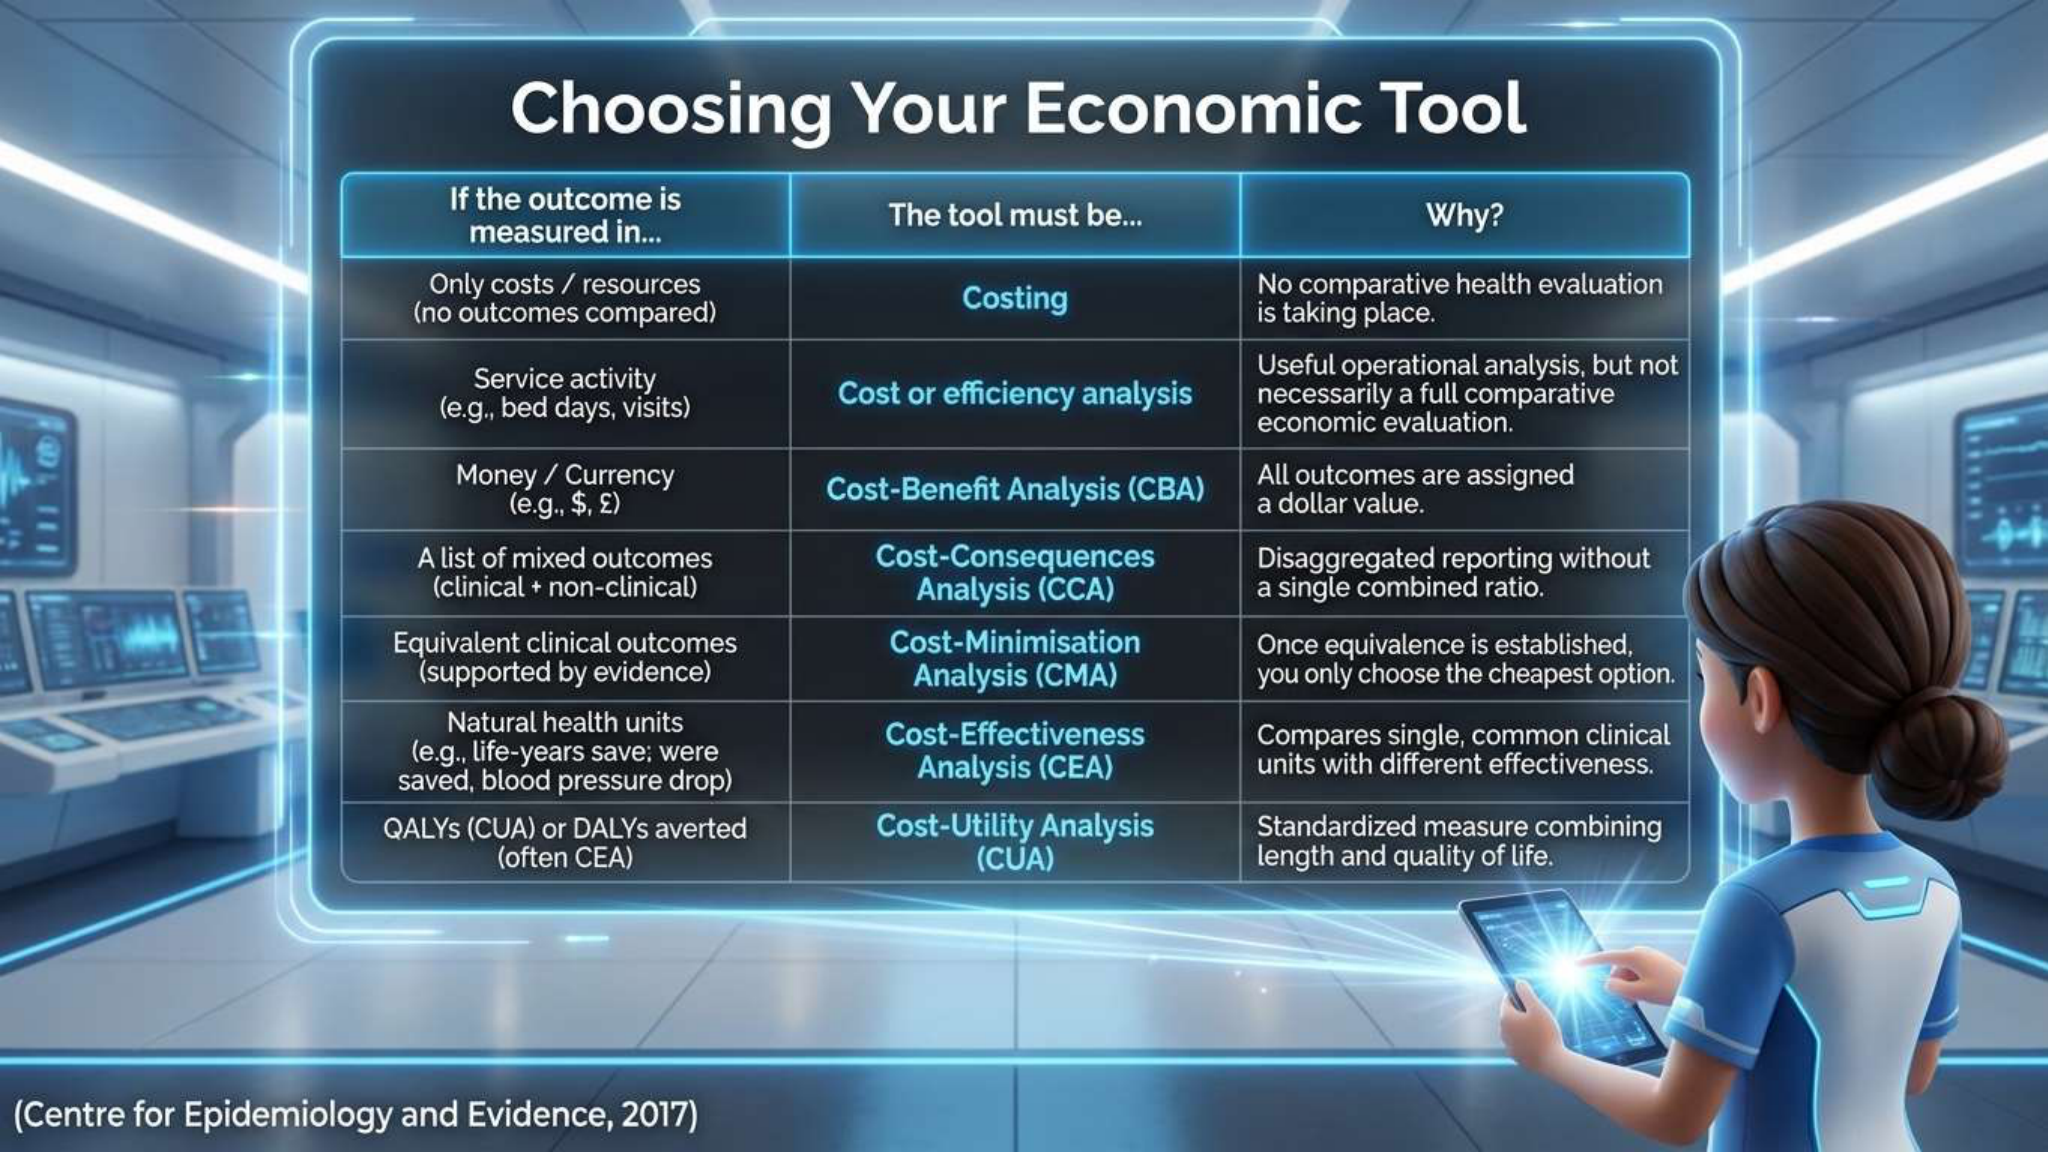 Choosing Your Economic Tool
If the outcome is
measured in...
The tool must be...
Why?
Only costs / resources
(no outcomes compared)
Costing
No comparative health evaluation
is taking place.
Service activity
(e.g., bed days, visits)
Cost or efficiency analysis
Useful operational analysis, but not
necessarily a full comparative
economic evaluation.
Money / Currency
(e.g., $, £)
Cost-Benefit Analysis (CBA)
All outcomes are assigned
a dollar value.
A list of mixed outcomes
(clinical + non-clinical)
Cost-Consequences
Analysis (CCA)
Disaggregated reporting without
a single combined ratio.
Equivalent clinical outcomes
(supported by evidence)
Cost-Minimisation
Analysis (CMA)
Once equivalence is established,
you only choose the cheapest option.
Natural health units
(e.g., life-years save; were
saved, blood pressure drop)
Cost-Effectiveness
Analysis (CEA)
Compares single, common clinical
units with different effectiveness.
QALYs (CUA) or DALYs averted
(often CEA)
Cost-Utility Analysis
(CUA)
Standardized measure combining
length and quality of life.
(Centre for Epidemiology and Evidence, 2017)